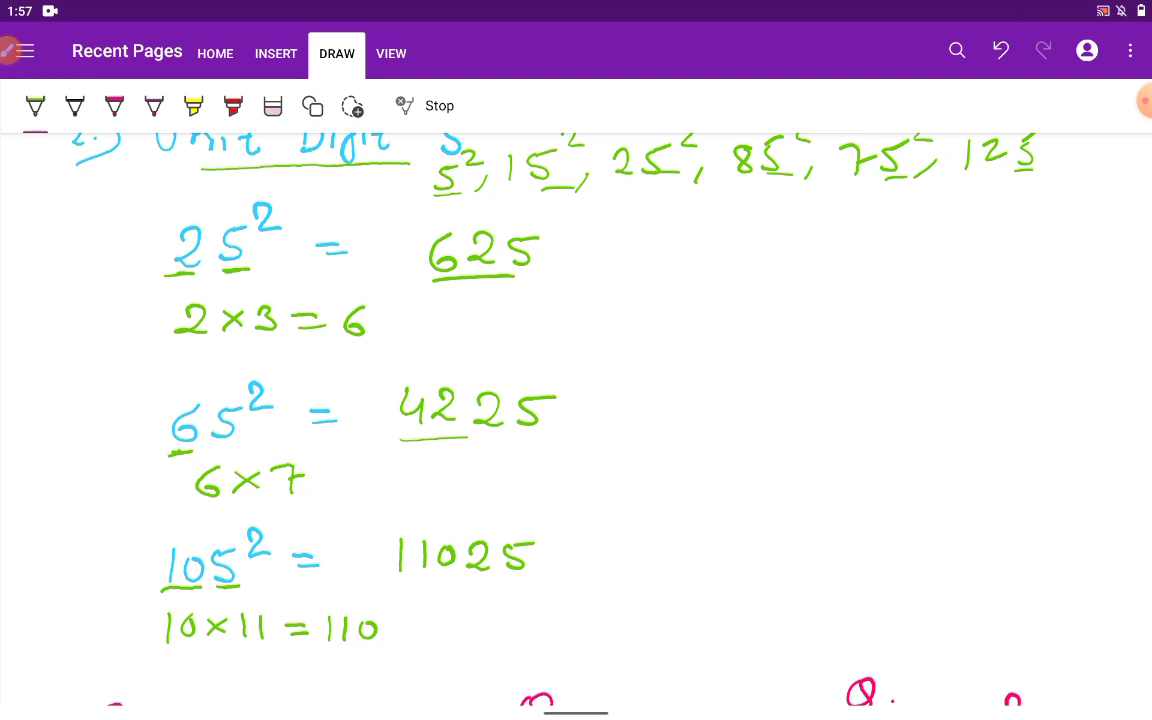 1:57
Recent Pages HOME INSERT DRAW VIEW
Stop
2.) Unit Digit 5
5², 15², 25², 85², 75², 125
25² = 625
2 × 3 = 6
65² = 4225
6 × 7
105² = 11025
10 × 11 = 110